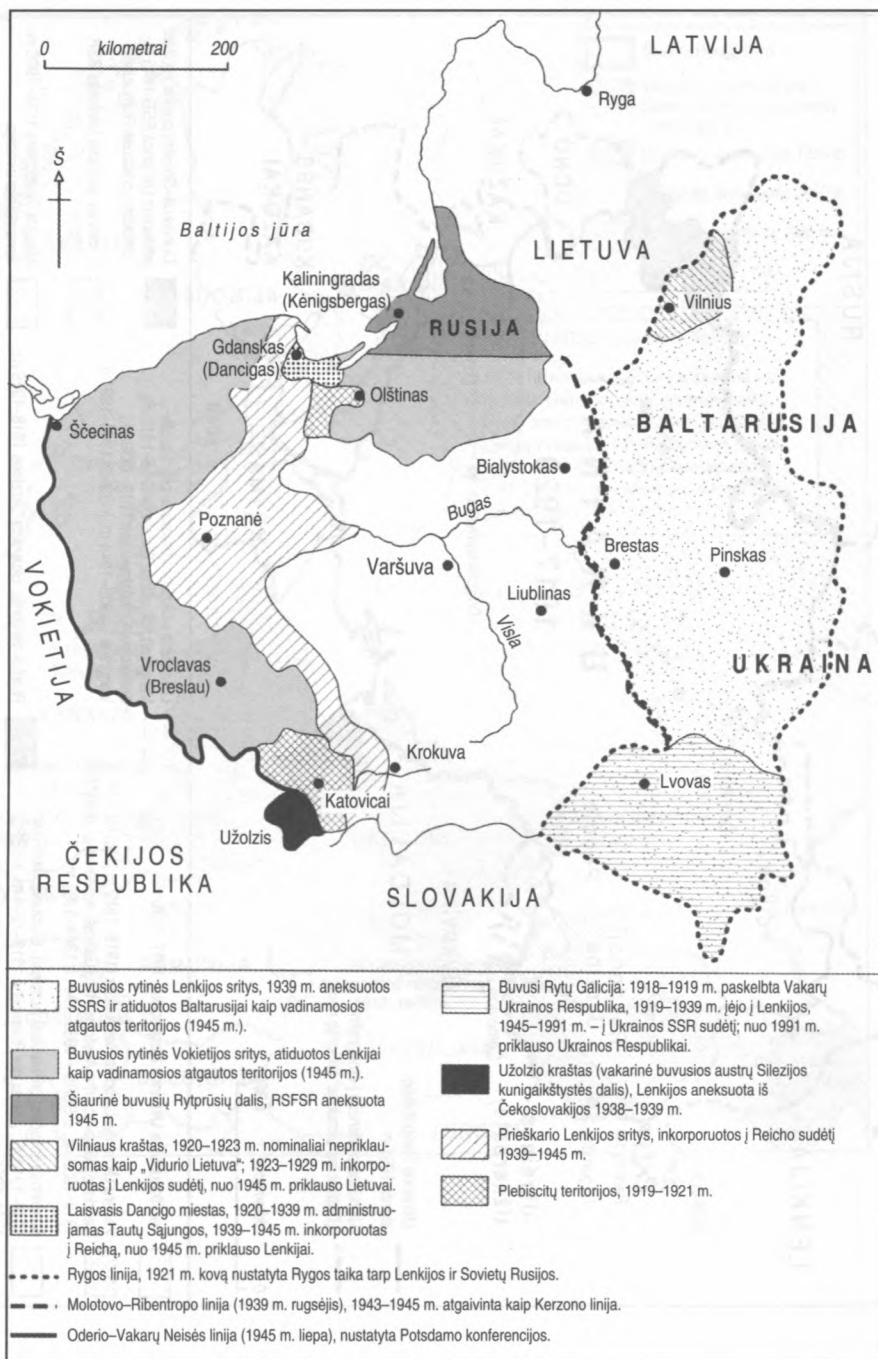 0 kilometrai 200
LATVIJA
Ryga
Š
Baltijos jūra
LIETUVA
Kaliningradas
(Kėnigsbergas)
Vilnius
RUSIJA
Gdanskas
(Dancigas)
Olštinas
Ščecinas
BALTARUSIJA
Bialystokas
Bugas
Poznanė
Varšuva
Brestas
Pinskas
Liublinas
Visla
VOKIETIJA
UKRAINA
Vroclavas
(Breslau)
Krokuva
Lvovas
Katovicai
Užolzis
ČEKIJOS
RESPUBLIKA
SLOVAKIJA
Buvusios rytinės Lenkijos sritys, 1939 m. aneksuotos
SSRS ir atiduotos Baltarusijai kaip vadinamosios
atgautos teritorijos (1945 m.).
Buvusios rytinės Vokietijos sritys, atiduotos Lenkijai
kaip vadinamosios atgautos teritorijos (1945 m.).
Šiaurinė buvusių Rytprūsių dalis, RSFSR aneksuota
1945 m.
Vilniaus kraštas, 1920–1923 m. nominaliai nepriklau-
somas kaip „Vidurio Lietuva“; 1923–1929 m. inkorpo-
ruotas į Lenkijos sudėtį, nuo 1945 m. priklauso Lietuvai.
Laisvasis Dancigo miestas, 1920–1939 m. administruo-
jamas Tautų Sąjungos, 1939–1945 m. inkorporuotas
į Reichą, nuo 1945 m. priklauso Lenkijai.
Buvusi Rytų Galicija: 1918–1919 m. paskelbta Vakarų
Ukrainos Respublika, 1919–1939 m. įėjo į Lenkijos,
1945–1991 m. – į Ukrainos SSR sudėtį; nuo 1991 m.
priklauso Ukrainos Respublikai.
Užolzio kraštas (vakarinė buvusios austrų Silezijos
kunigaikštystės dalis), Lenkijos aneksuota iš
Čekoslovakijos 1938–1939 m.
Prieškario Lenkijos sritys, inkorporuotos į Reicho sudėtį
1939–1945 m.
Plebiscitų teritorijos, 1919–1921 m.
Rygos linija, 1921 m. kovą nustatyta Rygos taika tarp Lenkijos ir Sovietų Rusijos.
Molotovo–Ribentropo linija (1939 m. rugsėjis), 1943–1945 m. atgaivinta kaip Kerzono linija.
Oderio–Vakarų Neisės linija (1945 m. liepa), nustatyta Potsdamo konferencijos.